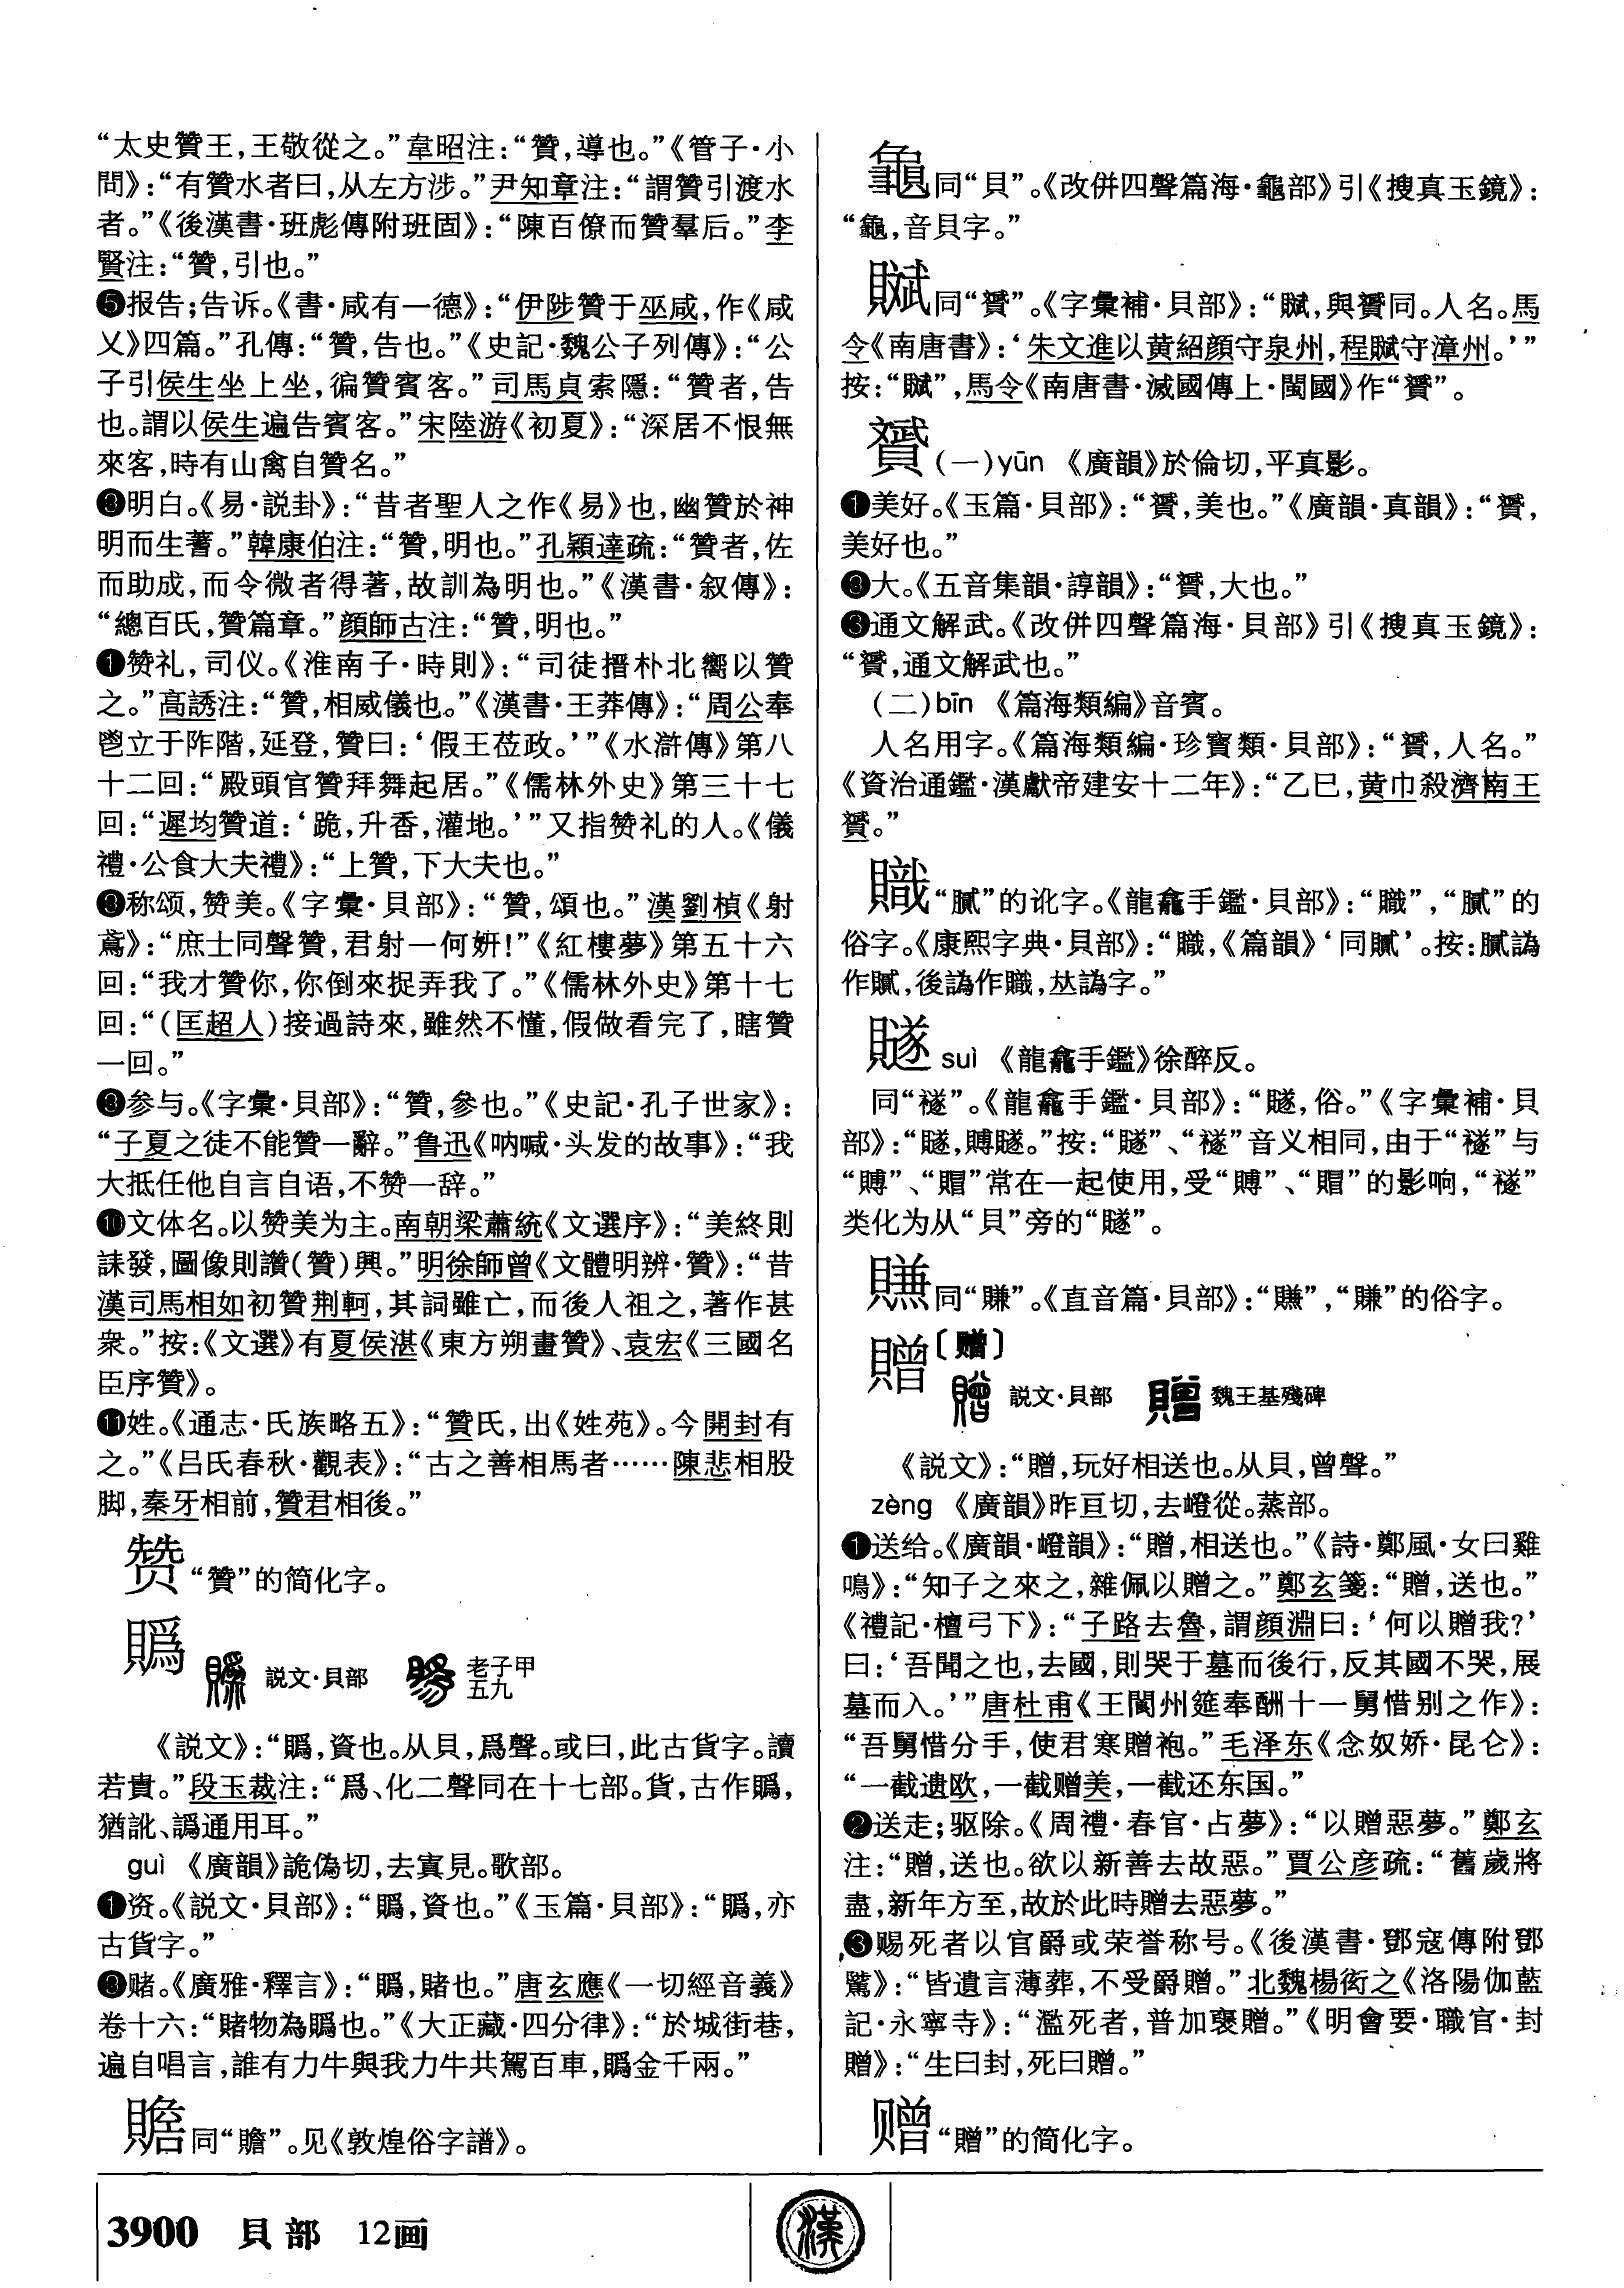 “太史贊王，王敬從之。”韋昭注：“贊，導也。”《管子·小
問》：“有贊水者曰，从左方涉。”尹知章注：“謂贊引渡水
者。”《後漢書·班彪傳附班固》：“陳百僚而贊羣后。”李
賢注：“贊，引也。”
❺报告；告诉。《書·咸有一德》：“伊陟贊于巫咸，作《咸
乂》四篇。”孔傳：“贊，告也。”《史記·魏公子列傳》：“公
子引侯生坐上坐，徧贊賓客。”司馬貞索隱：“贊者，告
也。謂以侯生遍告賓客。”宋陸游《初夏》：“深居不恨無
來客，時有山禽自贊名。”
明白。《易·説卦》：“昔者聖人之作《易》也，幽贊於神
明而生蓍。”韓康伯注：“贊，明也。”孔穎達疏：“贊者，佐
而助成，而令微者得著，故訓為明也。”《漢書·叙傳》：
“總百氏，贊篇章。”顔師古注：“贊，明也。”
赞礼，司仪。《淮南子·時則》：“司徒搢朴北嚮以贊
之。”高誘注：“贊，相威儀也。”《漢書·王莽傳》：“周公奉
鬯立于阼階，延登，贊曰：‘假王莅政。’”《水滸傳》第八
十二回：“殿頭官贊拜舞起居。”《儒林外史》第三十七
回：“遲均贊道：‘跪，升香，灌地。’”又指赞礼的人。《儀
禮·公食大夫禮》：“上贊，下大夫也。”
称颂，赞美。《字彙·貝部》：“贊，頌也。”漢劉楨《射
鳶》：“庶士同聲贊，君射一何妍！”《紅樓夢》第五十六
回：“我才贊你，你倒來捉弄我了。”《儒林外史》第十七
回：“（匡超人）接過詩來，雖然不懂，假做看完了，瞎贊
一回。”
参与。《字彙·貝部》：“贊，參也。”《史記·孔子世家》：
“子夏之徒不能贊一辭。”鲁迅《呐喊·头发的故事》：“我
大抵任他自言自语，不赞一辞。”
❿文体名。以赞美为主。南朝梁蕭統《文選序》：“美終則
誄發，圖像則讚（贊）興。”明徐師曾《文體明辨·贊》：“昔
漢司馬相如初贊荆軻，其詞雖亡，而後人祖之，著作甚
衆。”按：《文選》有夏侯湛《東方朔畫贊》、袁宏《三國名
臣序贊》。
⓫姓。《通志·氏族略五》：“贊氏，出《姓苑》。今開封有
之。”《吕氏春秋·觀表》：“古之善相馬者……陳悲相股
脚，秦牙相前，贊君相後。”
赞“贊”的简化字。
䞈 説文·貝部 老子甲
五九
《説文》：“䞈，資也。从貝，爲聲。或曰，此古貨字。讀
若貴。”段玉裁注：“爲、化二聲同在十七部。貨，古作䞈，
猶訛、譌通用耳。”
guì 《廣韻》詭偽切，去寘見。歌部。
❶资。《説文·貝部》：“䞈，資也。”《玉篇·貝部》：“䞈，亦
古貨字。”
赌。《廣雅·釋言》：“䞈，賭也。”唐玄應《一切經音義》
卷十六：“賭物為䞈也。”《大正藏·四分律》：“於城街巷，
遍自唱言，誰有力牛與我力牛共駕百車，䞈金千兩。”
同“贍”。见《敦煌俗字譜》。
同“貝”。《改併四聲篇海·龜部》引《搜真玉鏡》：
“，音貝字。”
同“贇”。《字彙補·貝部》：“，與贇同。人名。馬
令《南唐書》：‘朱文進以黄紹顔守泉州，程守漳州。’”
按：“”，馬令《南唐書·滅國傳上·閩國》作“贇”。
贇（一）yūn 《廣韻》於倫切，平真影。
❶美好。《玉篇·貝部》：“贇，美也。”《廣韻·真韻》：“贇，
美好也。”
大。《五音集韻·諄韻》：“贇，大也。”
❸通文解武。《改併四聲篇海·貝部》引《搜真玉鏡》：
“贇，通文解武也。”
（二）bīn 《篇海類編》音賓。
人名用字。《篇海類編·珍寶類·貝部》：“贇，人名。”
《資治通鑑·漢獻帝建安十二年》：“乙巳，黄巾殺濟南王
贇。”
“膩”的讹字。《龍龕手鑑·貝部》：“”，“膩”的
俗字。《康熙字典·貝部》：“，《篇韻》‘同’。按：膩譌
作，後譌作，𠀤譌字。”
suì 《龍龕手鑑》徐醉反。
同“襚”。《龍龕手鑑·貝部》：“，俗。”《字彙補·貝
部》：“，賻。”按：“”、“襚”音义相同，由于“襚”与
“賻”、“賵”常在一起使用，受“賻”、“賵”的影响，“襚”
类化为从“貝”旁的“”。
同“賺”。《直音篇·貝部》：“”，“賺”的俗字。
贈〔赠〕
説文·貝部 魏王基殘碑
《説文》：“贈，玩好相送也。从貝，曾聲。”
zèng 《廣韻》昨亘切，去嶝從。蒸部。
❶送给。《廣韻·嶝韻》：“贈，相送也。”《詩·鄭風·女曰雞
鳴》：“知子之來之，雜佩以贈之。”鄭玄箋：“贈，送也。”
《禮記·檀弓下》：“子路去魯，謂顔淵曰：‘何以贈我？’
曰：‘吾聞之也，去國，則哭于墓而後行，反其國不哭，展
墓而入。’”唐杜甫《王閬州筵奉酬十一舅惜别之作》：
“吾舅惜分手，使君寒贈袍。”毛泽东《念奴娇·昆仑》：
“一截遗欧，一截赠美，一截还东国。”
❷送走；驱除。《周禮·春官·占夢》：“以贈惡夢。”鄭玄
注：“贈，送也。欲以新善去故惡。”賈公彦疏：“舊歲將
盡，新年方至，故於此時贈去惡夢。”
❸赐死者以官爵或荣誉称号。《後漢書·鄧寇傳附鄧
騭》：“皆遺言薄葬，不受爵贈。”北魏楊衒之《洛陽伽藍
記·永寧寺》：“濫死者，普加襃贈。”《明會要·職官·封
贈》：“生曰封，死曰贈。”
赠“贈”的简化字。
3900 貝部 12画
漢